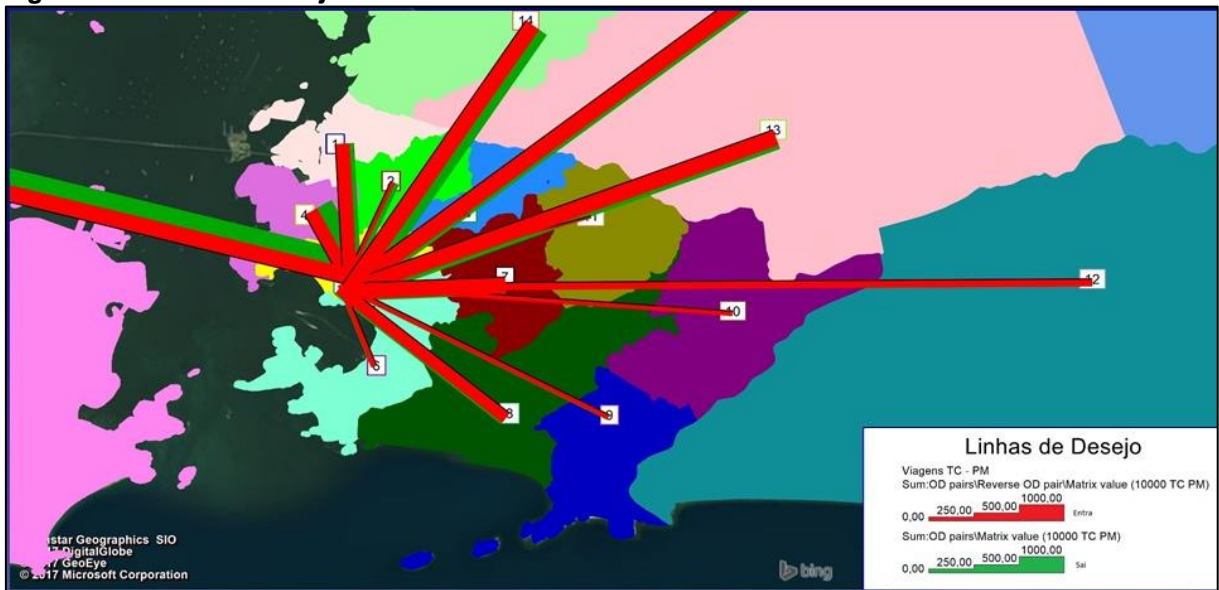 14
13
1
2
4
11
7
12
10
6
8
9
Linhas de Desejo
Viagens TC - PM
Sum:OD pairs\Reverse OD pair\Matrix value (10000 TC PM)
0,00 250,00 500,00 1000,00 Entra
Sum:OD pairs\Matrix value (10000 TC PM)
0,00 250,00 500,00 1000,00 Sai
star Geographics SIO
DigitalGlobe
GeoEye
© 2017 Microsoft Corporation
bing